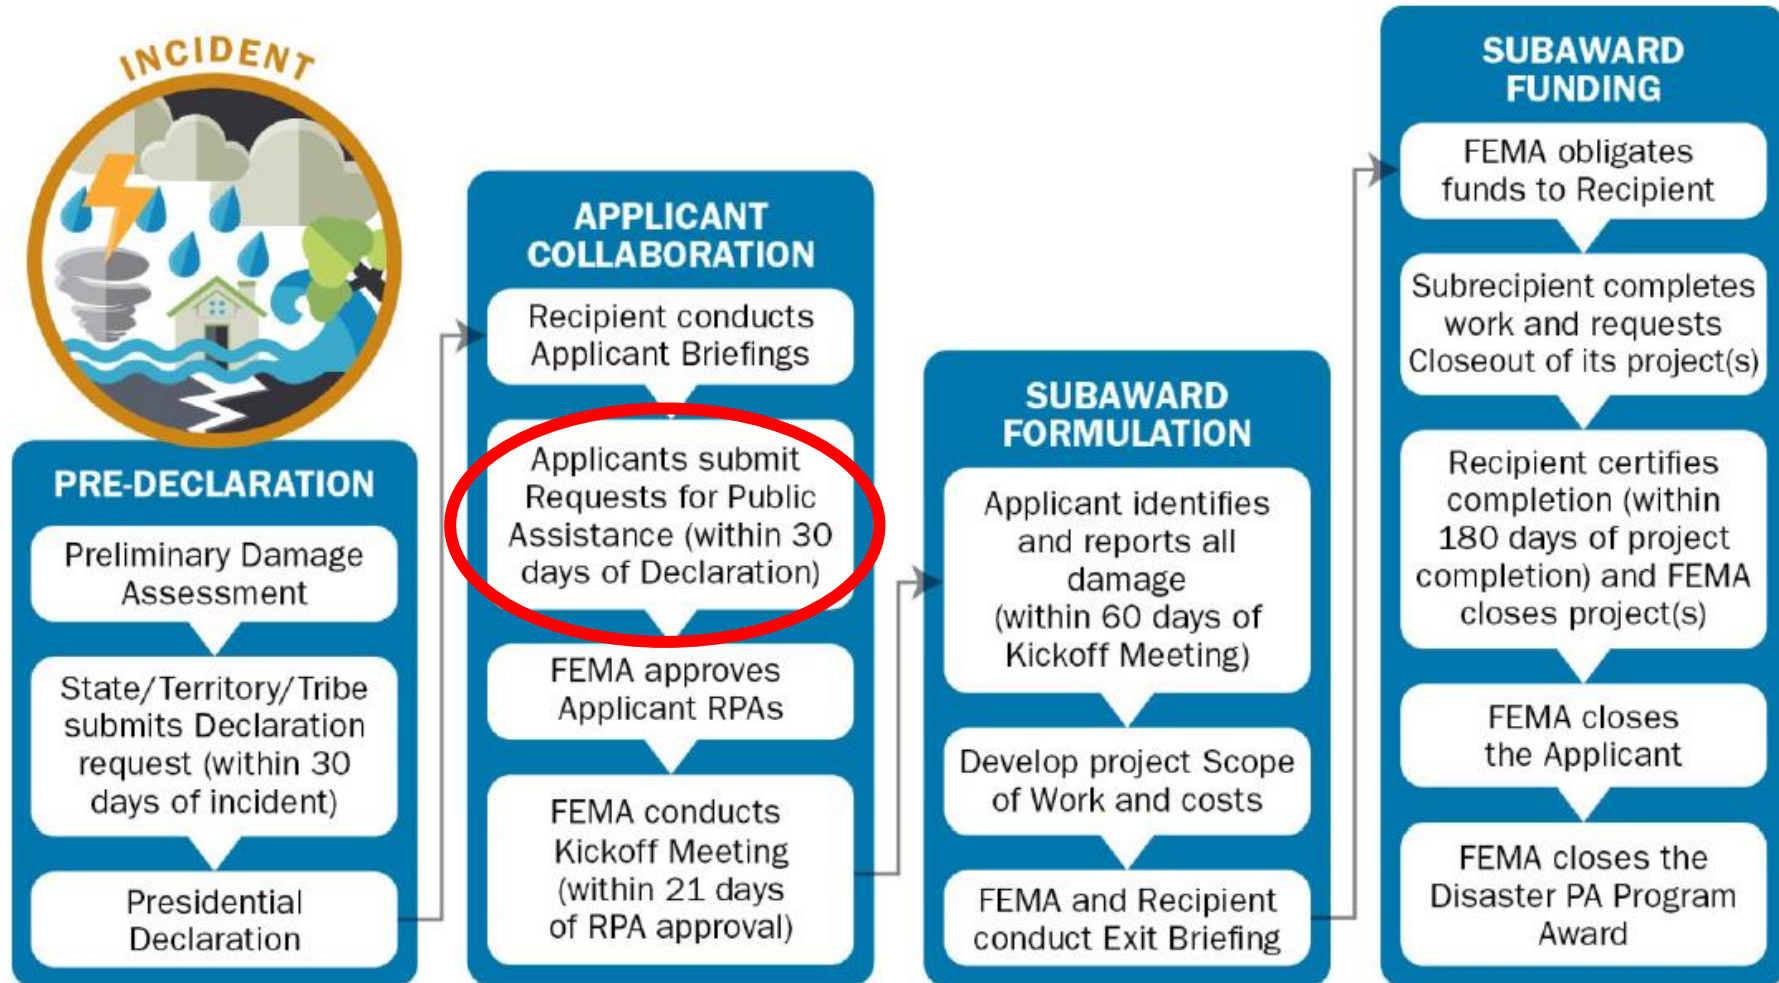 INCIDENT
PRE-DECLARATION
Preliminary Damage
Assessment
State/Territory/Tribe
submits Declaration
request (within 30
days of incident)
Presidential
Declaration
APPLICANT
COLLABORATION
Recipient conducts
Applicant Briefings
Applicants submit
Requests for Public
Assistance (within 30
days of Declaration)
FEMA approves
Applicant RPAs
FEMA conducts
Kickoff Meeting
(within 21 days
of RPA approval)
SUBAWARD
FORMULATION
Applicant identifies
and reports all
damage
(within 60 days of
Kickoff Meeting)
Develop project Scope
of Work and costs
FEMA and Recipient
conduct Exit Briefing
SUBAWARD
FUNDING
FEMA obligates
funds to Recipient
Subrecipient completes
work and requests
Closeout of its project(s)
Recipient certifies
completion (within
180 days of project
completion) and FEMA
closes project(s)
FEMA closes
the Applicant
FEMA closes the
Disaster PA Program
Award